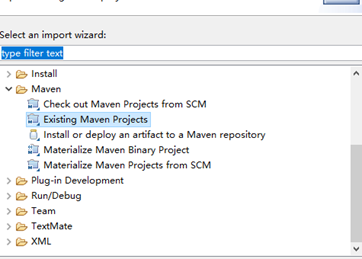 Select an import wizard:
type filter text
Install
Maven
Check out Maven Projects from SCM
Existing Maven Projects
Install or deploy an artifact to a Maven repository
Materialize Maven Binary Project
Materialize Maven Projects from SCM
Plug-in Development
Run/Debug
Team
TextMate
XML